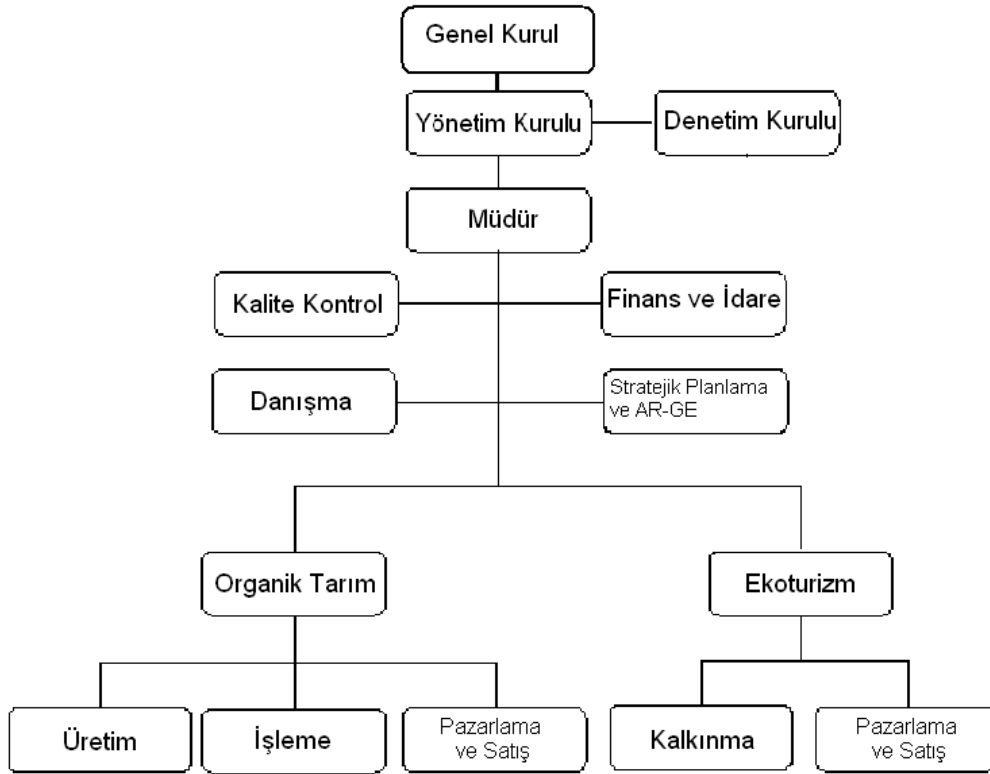 Genel Kurul
Yönetim Kurulu
Denetim Kurulu
Müdür
Kalite Kontrol
Finans ve İdare
Danışma
Stratejik Planlama
ve AR-GE
Organik Tarım
Ekoturizm
Üretim
İşleme
Pazarlama
ve Satış
Kalkınma
Pazarlama
ve Satış